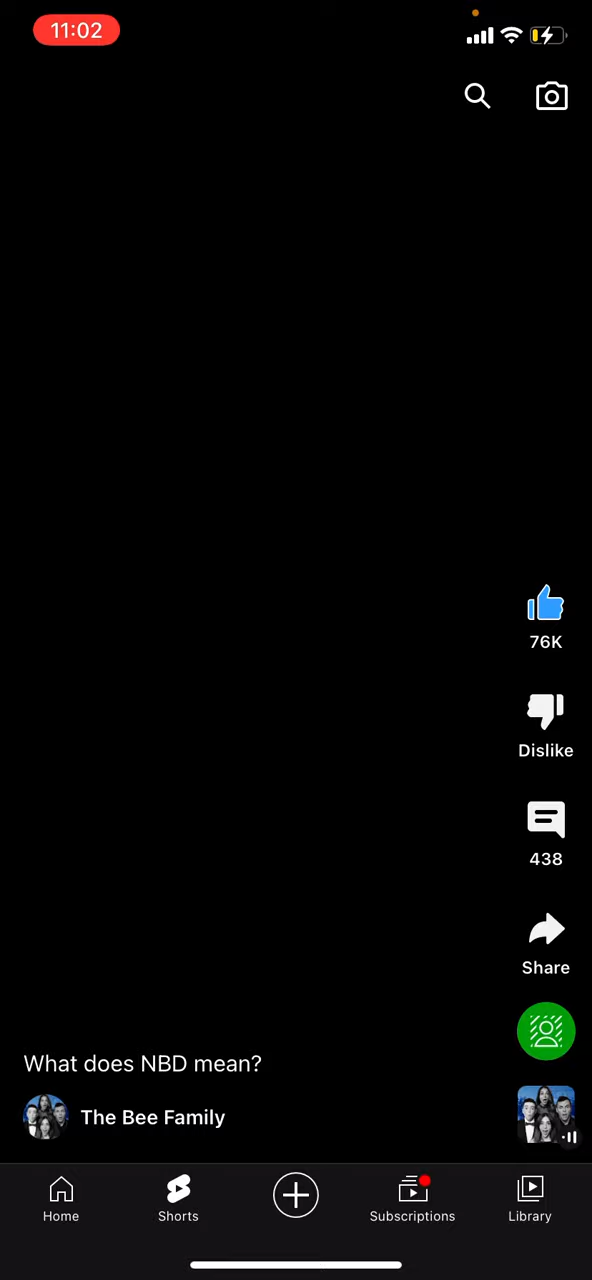 11:02
76K
Dislike
438
Share
What does NBD mean?
The Bee Family
Home
Shorts
Subscriptions
Library